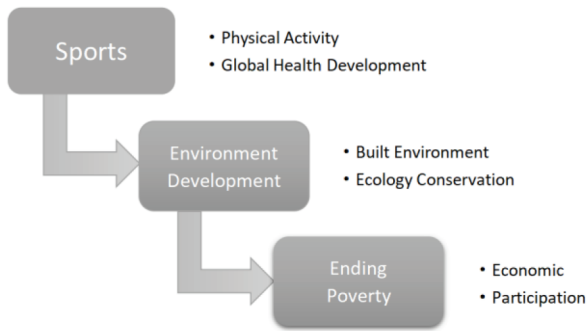 Sports
• Physical Activity
• Global Health Development
Environment
Development
• Built Environment
• Ecology Conservation
Ending
Poverty
• Economic
• Participation